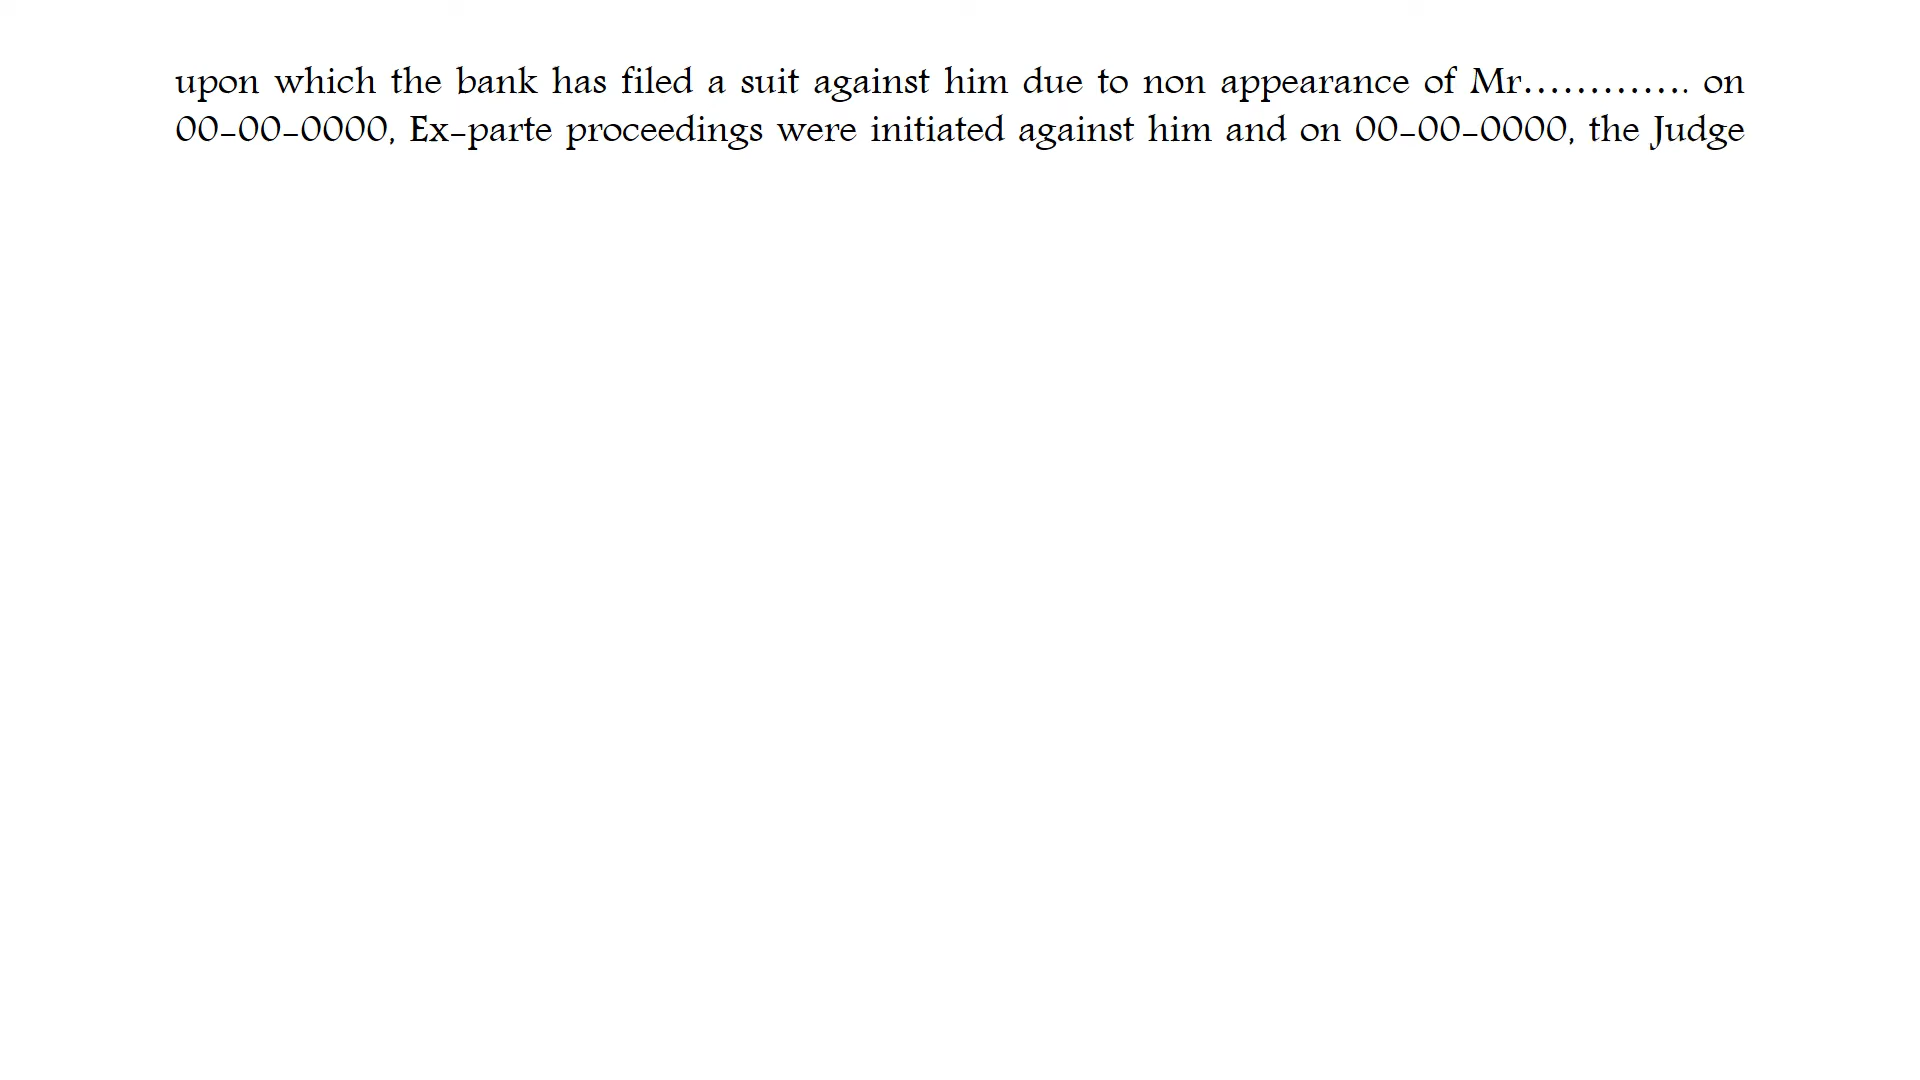 upon which the bank has filed a suit against him due to non appearance of Mr…………. on
00-00-0000, Ex-parte proceedings were initiated against him and on 00-00-0000, the Judge